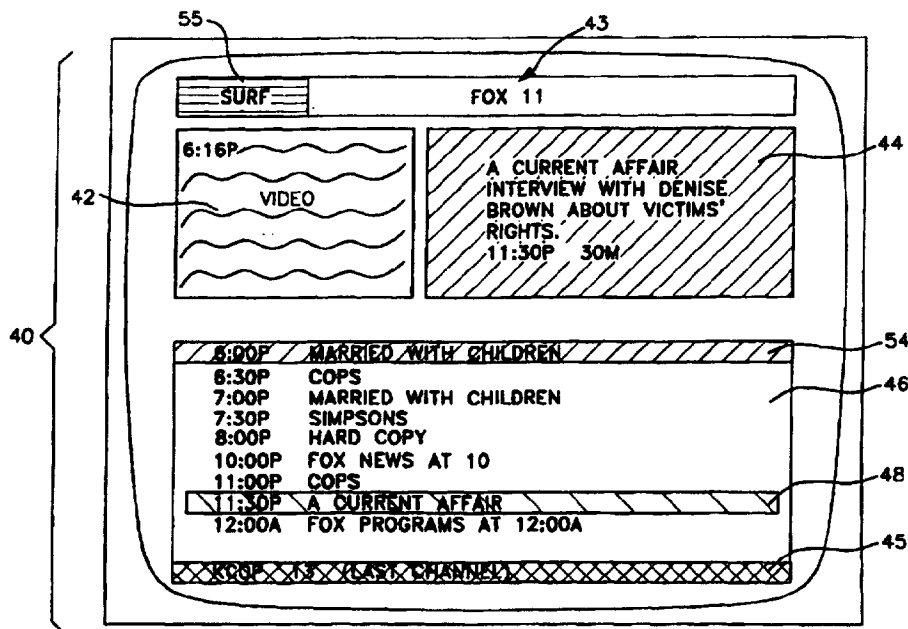 55
43
SURF FOX 11
44
6:16P
VIDEO
42
A CURRENT AFFAIR
INTERVIEW WITH DENISE
BROWN ABOUT VICTIMS'
RIGHTS.
11:30P 30M
40
6:00P MARRIED WITH CHILDREN
54
6:30P COPS
46
7:00P MARRIED WITH CHILDREN
7:30P SIMPSONS
8:00P HARD COPY
10:00P FOX NEWS AT 10
11:00P COPS
48
11:30P A CURRENT AFFAIR
12:00A FOX PROGRAMS AT 12:00A
45
KCOP 13 (LAST CHANNEL)